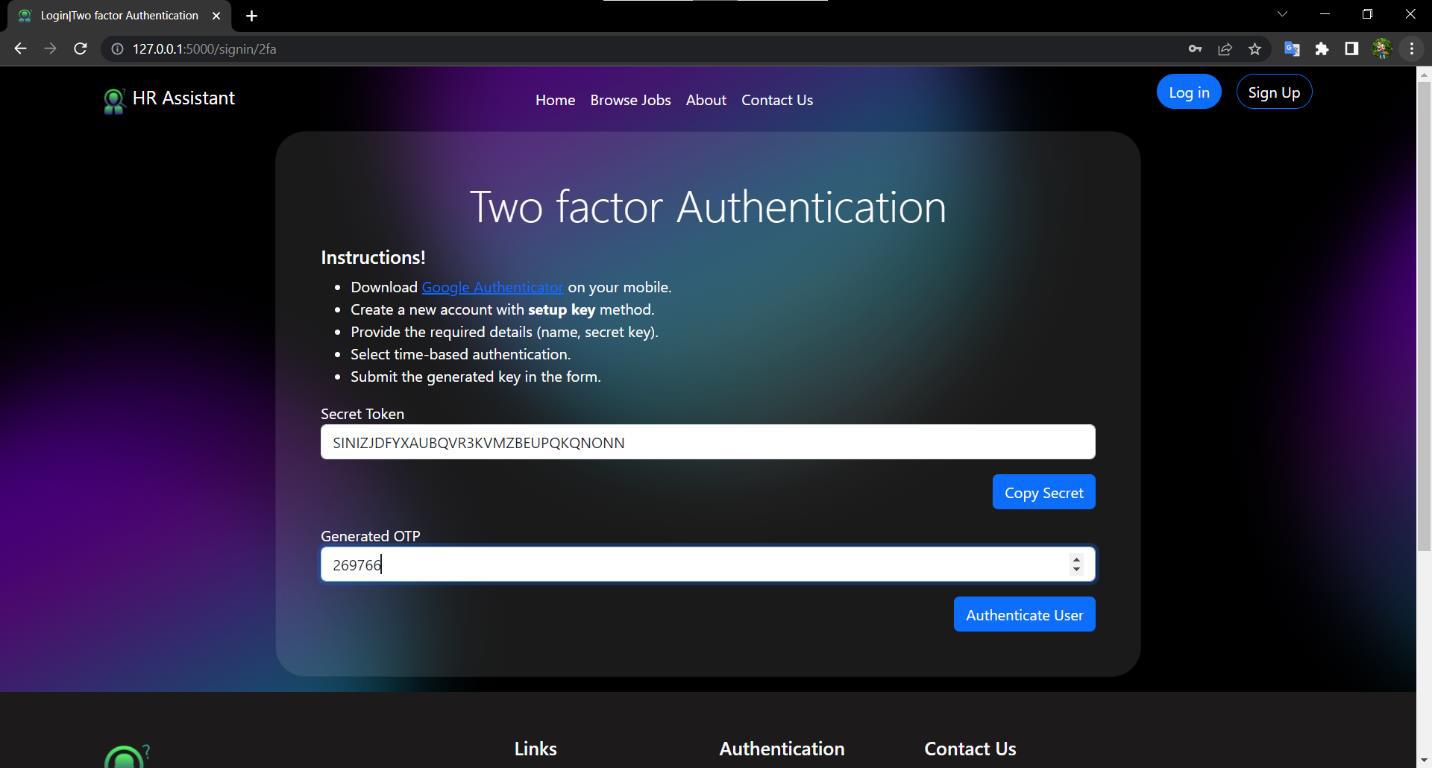 Login|Two factor Authentication
127.0.0.1:5000/signin/2fa
HR Assistant
Home Browse Jobs About Contact Us
Log in Sign Up
Two factor Authentication
Instructions!
• Download Google Authenticator on your mobile.
• Create a new account with setup key method.
• Provide the required details (name, secret key).
• Select time-based authentication.
• Submit the generated key in the form.
Secret Token
SINIZJDFYXAUBQVR3KVMZBEUPQKQNONN
Copy Secret
Generated OTP
269766
Authenticate User
? Links Authentication Contact Us